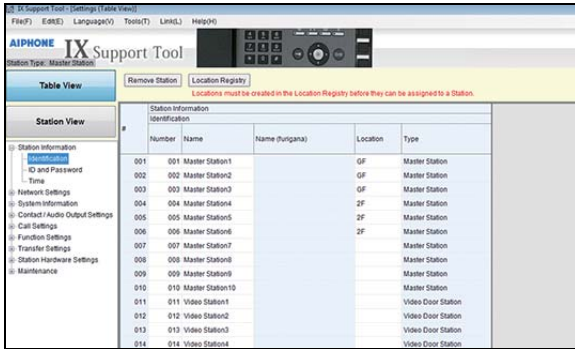 IX Support Tool - [Settings (Table View)]
File(F) Edit(E) Language(V) Tools(T) Link(L) Help(H)
AIPHONE IX Support Tool
Station Type: Master Station
Table View
Remove Station Location Registry
Locations must be created in the Location Registry before they can be assigned to a Station.
Station View
Station Information
Identification
ID and Password
Time
Network Settings
System Information
Contact / Audio Output Settings
Call Settings
Function Settings
Transfer Settings
Station Hardware Settings
Maintenance
Station Information
Identification
# Number Name Name (furigana) Location Type
001 001 Master Station1 GF Master Station
002 002 Master Station2 GF Master Station
003 003 Master Station3 GF Master Station
004 004 Master Station4 2F Master Station
005 005 Master Station5 2F Master Station
006 006 Master Station6 2F Master Station
007 007 Master Station7 Master Station
008 008 Master Station8 Master Station
009 009 Master Station9 Master Station
010 010 Master Station10 Master Station
011 011 Video Station1 Video Door Station
012 012 Video Station2 Video Door Station
013 013 Video Station3 Video Door Station
014 014 Video Station4 Video Door Station